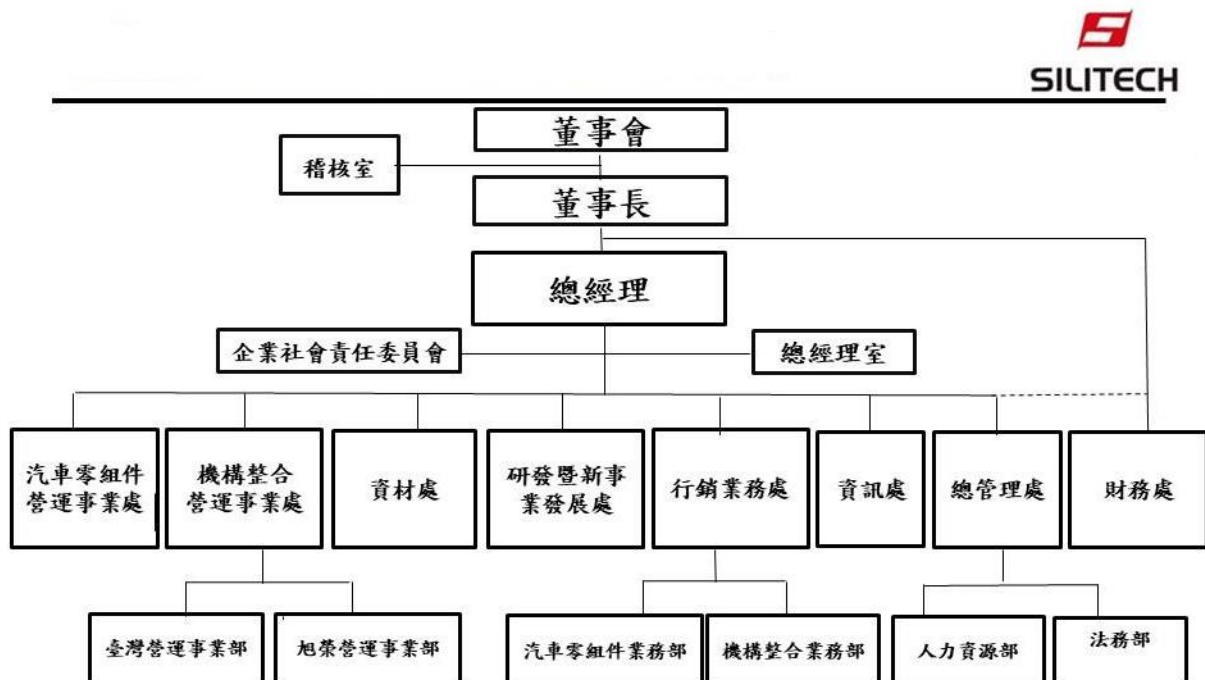 SILITECH
董事會
稽核室
董事長
總經理
企業社會責任委員會
總經理室
汽車零組件
營運事業處
機構整合
營運事業處
資材處
研發暨新事
業發展處
行銷業務處
資訊處
總管理處
財務處
臺灣營運事業部
旭榮營運事業部
汽車零組件業務部
機構整合業務部
人力資源部
法務部